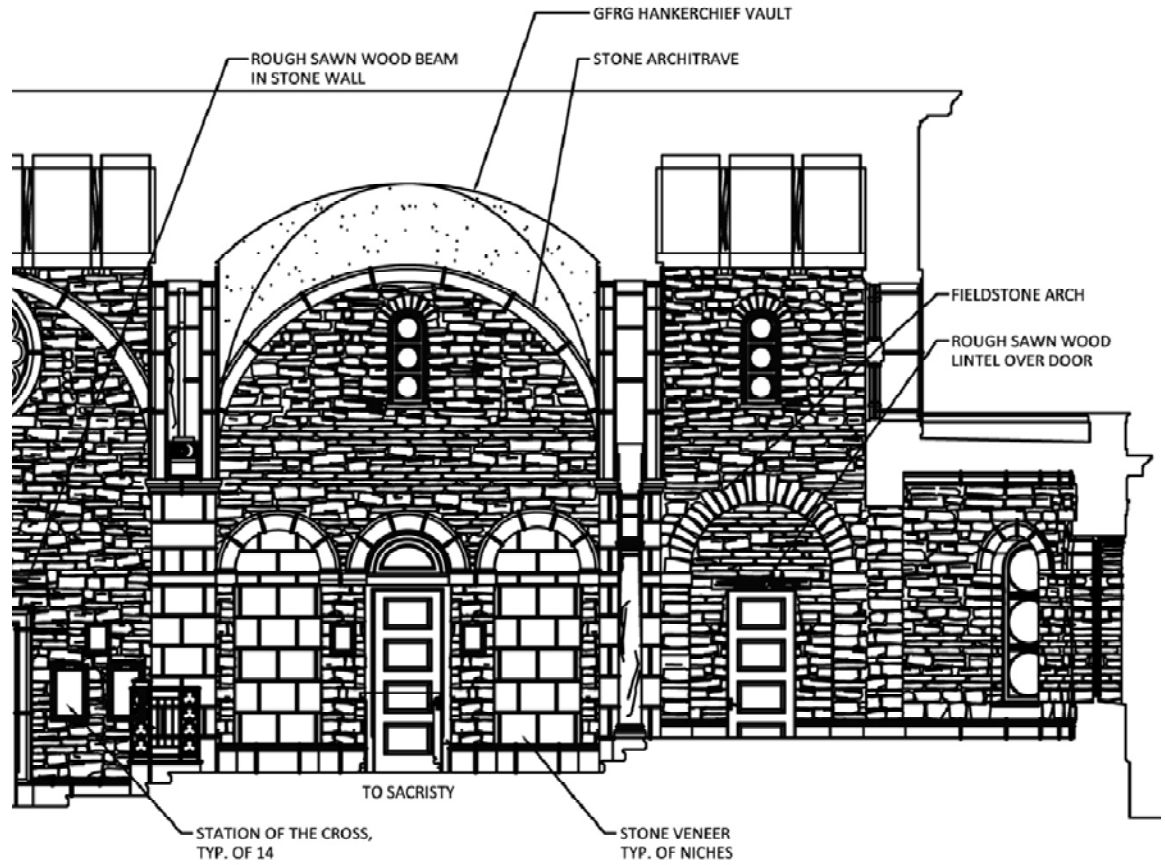 GFRG HANKERCHIEF VAULT
ROUGH SAWN WOOD BEAM
IN STONE WALL
STONE ARCHITRAVE
FIELDSTONE ARCH
ROUGH SAWN WOOD
LINTEL OVER DOOR
TO SACRISTY
STATION OF THE CROSS,
TYP. OF 14
STONE VENEER
TYP. OF NICHES